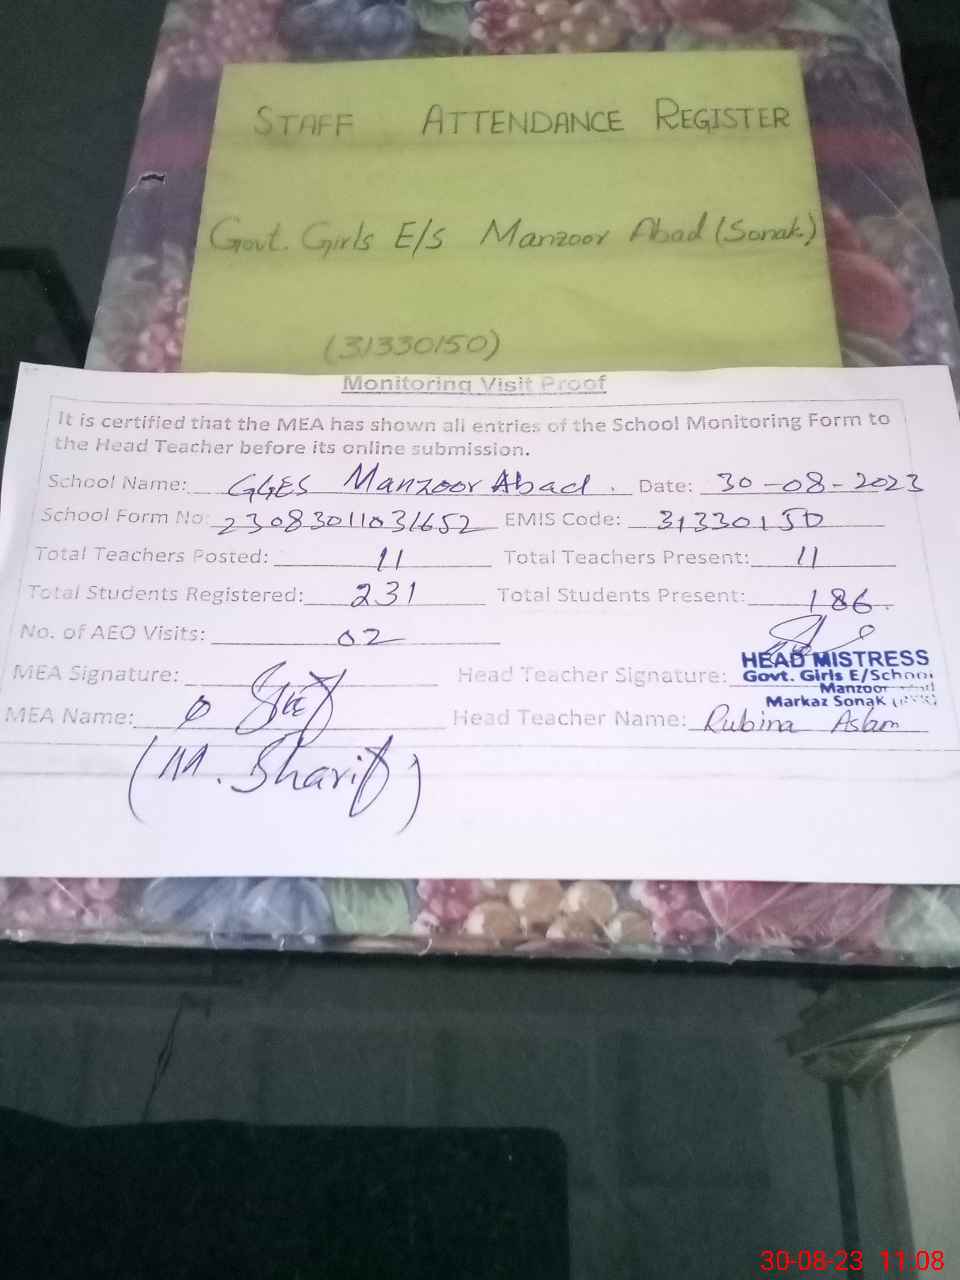 STAFF ATTENDANCE REGISTER
Govt. Girls E/S Manzoor Abad (Sonak)
(31330150)
Monitoring Visit Proof
It is certified that the MEA has shown all entries of the School Monitoring Form to
the Head Teacher before its online submission.
School Name: GGES Manzoor Abad. Date: 30-08-2023
School Form No: 23083011031652 EMIS Code: 31330150
Total Teachers Posted: 11 Total Teachers Present: 11
Total Students Registered: 231 Total Students Present: 186
No. of AEO Visits: 02
MEA Signature: Head Teacher Signature:
HEAD MISTRESS
Govt. Girls E/School
Manzoor
Markaz Sonak
MEA Name: Head Teacher Name: Rubina Aslam
(M. Sharif)
30-08-23 11.08